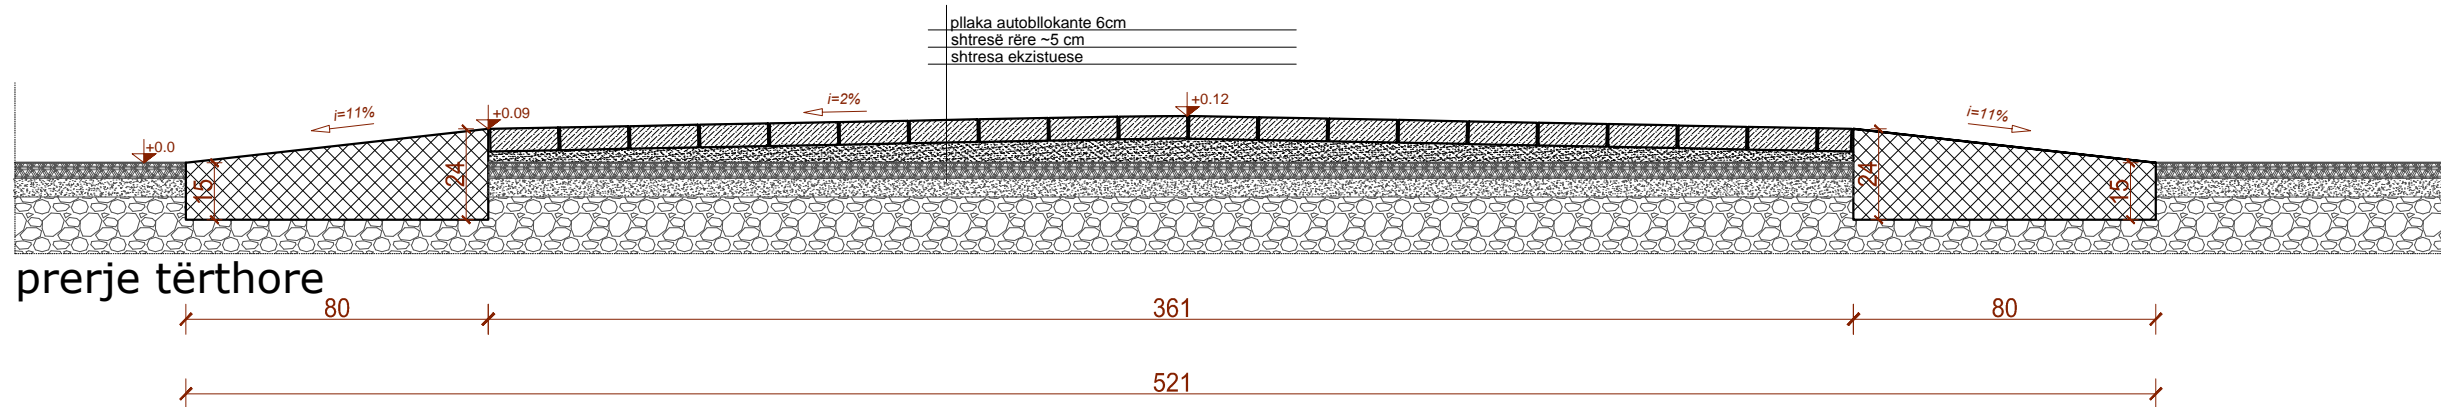 pllaka autobllokante 6cm
shtresë rëre ~5 cm
shtresa ekzistuese
i=11%
+0.09
i=2%
+0.12
i=11%
+0.0
15
24
24
15
prerje tërthore
80
361
80
521